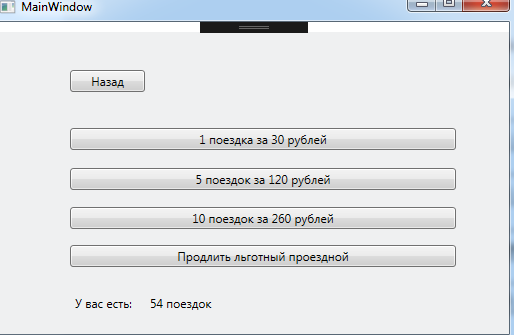 MainWindow
Назад
1 поездка за 30 рублей
5 поездок за 120 рублей
10 поездок за 260 рублей
Продлить льготный проездной
У вас есть: 54 поездок